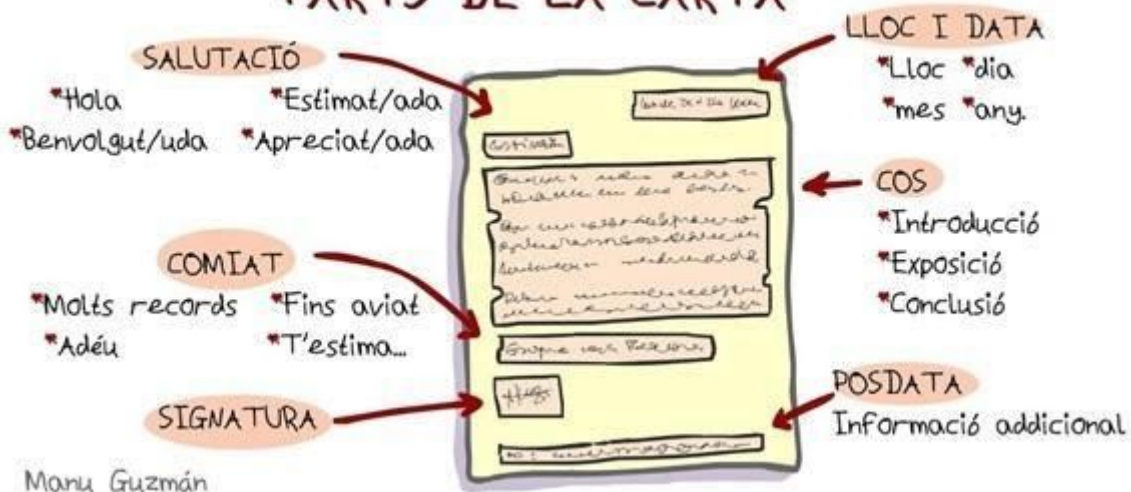 PARTS DE LA CARTA
SALUTACIÓ
*Hola *Estimat/ada
*Benvolgut/uda *Apreciat/ada
LLOC I DATA
*Lloc *dia
*mes *any.
COS
*Introducció
*Exposició
*Conclusió
COMIAT
*Molts records *Fins aviat
*Adéu *T'estima...
SIGNATURA
POSDATA
Informació addicional
Manu Guzmán